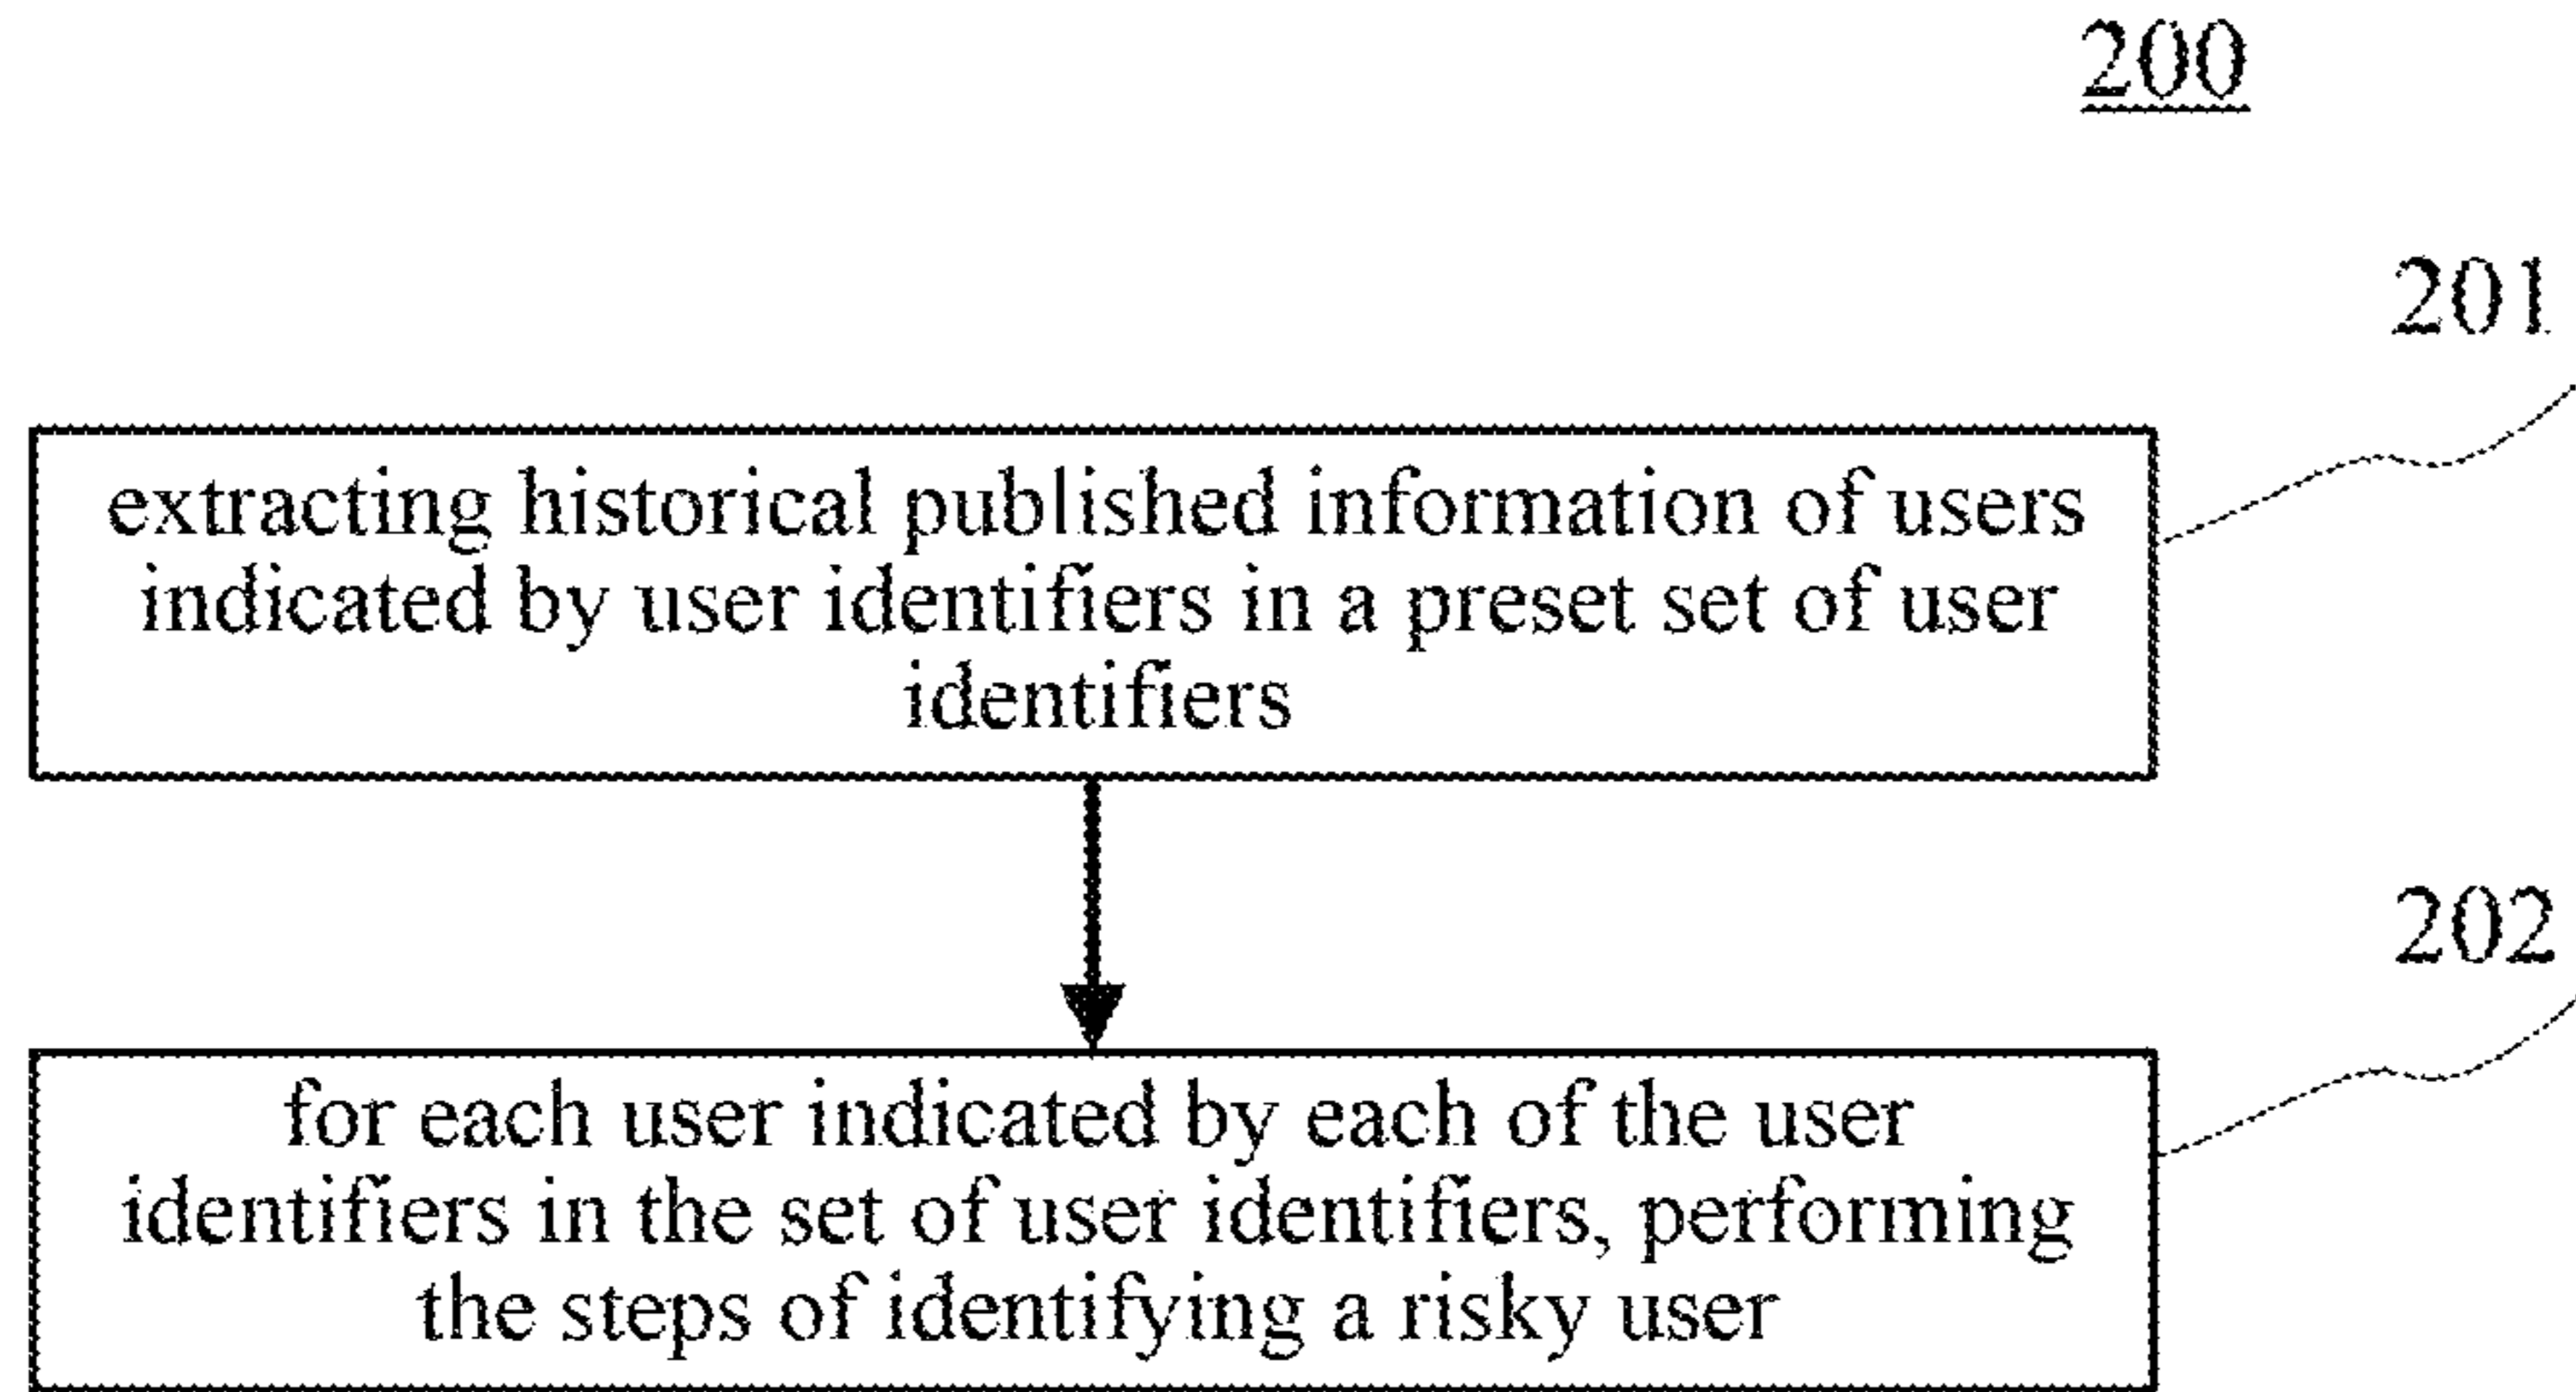 200
201
extracting historical published information of users
indicated by user identifiers in a preset set of user
identifiers
202
for each user indicated by each of the user
identifiers in the set of user identifiers, performing
the steps of identifying a risky user